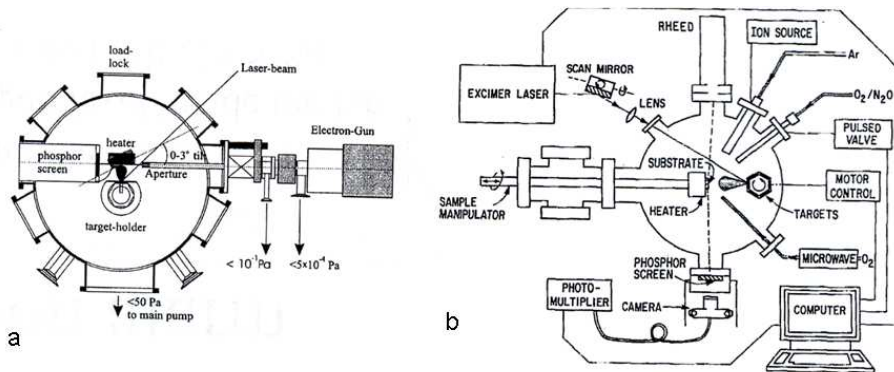 load-
lock
Laser-beam
heater
Electron-Gun
phosphor
screen
0-3° tilt
Aperture
target-holder
< 10⁻¹ Pa
<5×10⁻⁴ Pa
<50 Pa
to main pump
a
RHEED
ION SOURCE
Ar
SCAN MIRROR
EXCIMER LASER
LENS
O₂/N₂O
PULSED
VALVE
SUBSTRATE
MOTOR
CONTROL
SAMPLE
MANIPULATOR
HEATER
TARGETS
MICROWAVE=O₂
PHOSPHOR
SCREEN
PHOTO-
MULTIPLIER
CAMERA
COMPUTER
b